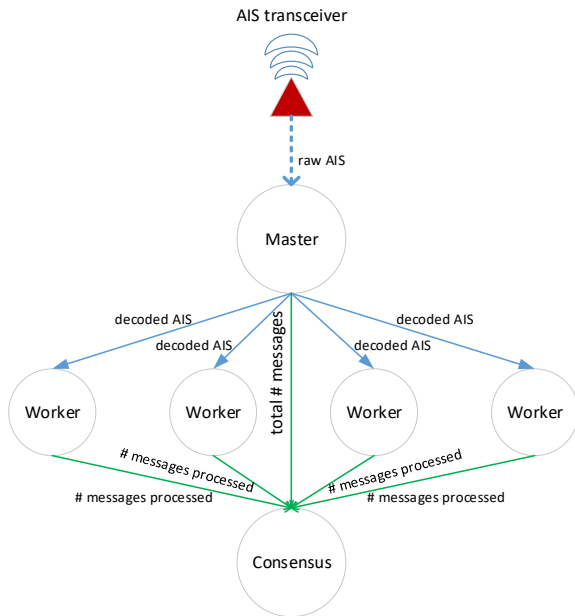 AIS transceiver
raw AIS
Master
decoded AIS
decoded AIS
decoded AIS
decoded AIS
total # messages
Worker
Worker
Worker
Worker
# messages processed
# messages processed
# messages processed
# messages processed
Consensus